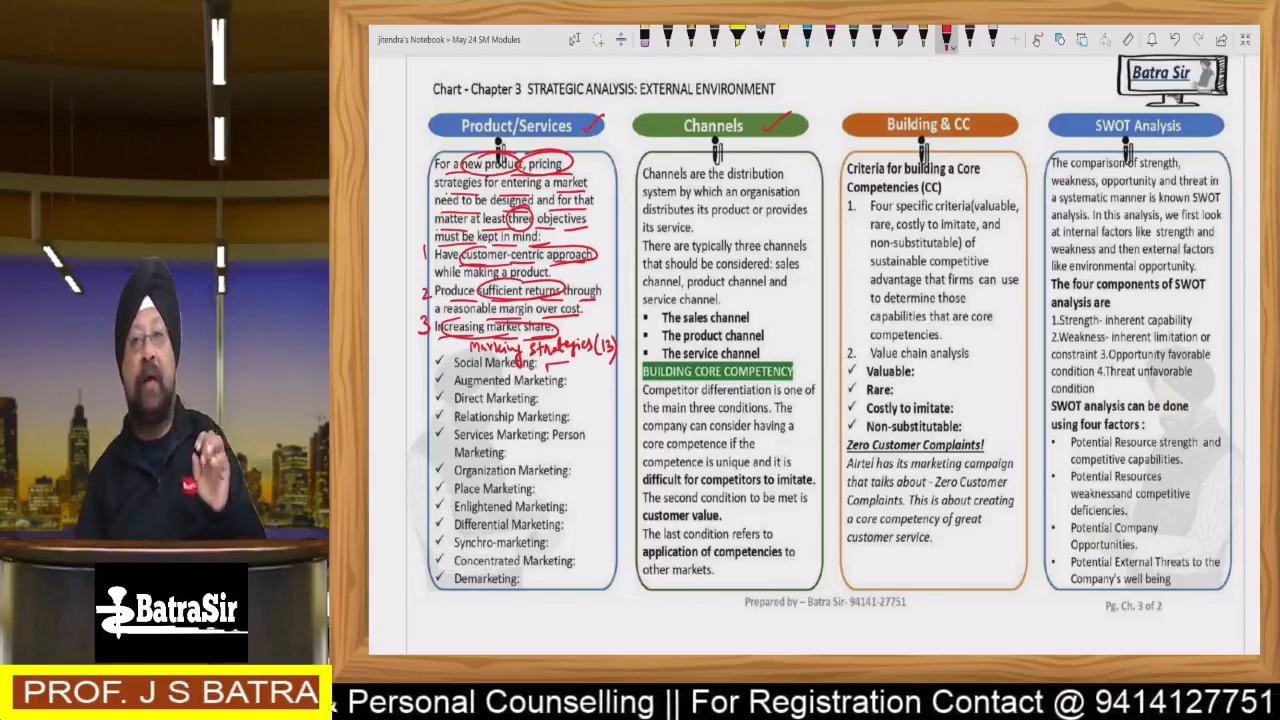 jitendra's Notebook » May 24 SM Modules
Batra Sir
Chart - Chapter 3 STRATEGIC ANALYSIS: EXTERNAL ENVIRONMENT
Product/Services
For a new product, pricing
strategies for entering a market
need to be designed and for that
matter at least three objectives
must be kept in mind:
1 Have customer-centric approach
while making a product.
2 Produce sufficient returns through
a reasonable margin over cost.
3 Increasing market share.
Marking Strategies (13)
✓ Social Marketing:
✓ Augmented Marketing:
✓ Direct Marketing:
✓ Relationship Marketing:
✓ Services Marketing: Person
Marketing:
✓ Organization Marketing:
✓ Place Marketing:
✓ Enlightened Marketing:
✓ Differential Marketing:
✓ Synchro-marketing:
✓ Concentrated Marketing:
✓ Demarketing:
Channels
Channels are the distribution
system by which an organisation
distributes its product or provides
its service.
There are typically three channels
that should be considered: sales
channel, product channel and
service channel.
▪ The sales channel
▪ The product channel
▪ The service channel
BUILDING CORE COMPETENCY
Competitor differentiation is one of
the main three conditions. The
company can consider having a
core competence if the
competence is unique and it is
difficult for competitors to imitate.
The second condition to be met is
customer value.
The last condition refers to
application of competencies to
other markets.
Building & CC
Criteria for building a Core
Competencies (CC)
1. Four specific criteria(valuable,
rare, costly to imitate, and
non-substitutable) of
sustainable competitive
advantage that firms can use
to determine those
capabilities that are core
competencies.
2. Value chain analysis
✓ Valuable:
✓ Rare:
✓ Costly to imitate:
✓ Non-substitutable:
Zero Customer Complaints!
Airtel has its marketing campaign
that talks about - Zero Customer
Complaints. This is about creating
a core competency of great
customer service.
SWOT Analysis
The comparison of strength,
weakness, opportunity and threat in
a systematic manner is known SWOT
analysis. In this analysis, we first look
at internal factors like strength and
weakness and then external factors
like environmental opportunity.
The four components of SWOT
analysis are
1.Strength- inherent capability
2.Weakness- inherent limitation or
constraint 3.Opportunity favorable
condition 4.Threat unfavorable
condition
SWOT analysis can be done
using four factors :
• Potential Resource strength and
competitive capabilities.
• Potential Resources
weaknessand competitive
deficiencies.
• Potential Company
Opportunities.
• Potential External Threats to the
Company's well being
Prepared by – Batra Sir- 94141-27751
Pg. Ch. 3 of 2
BatraSir
PROF. J S BATRA
& Personal Counselling || For Registration Contact @ 9414127751